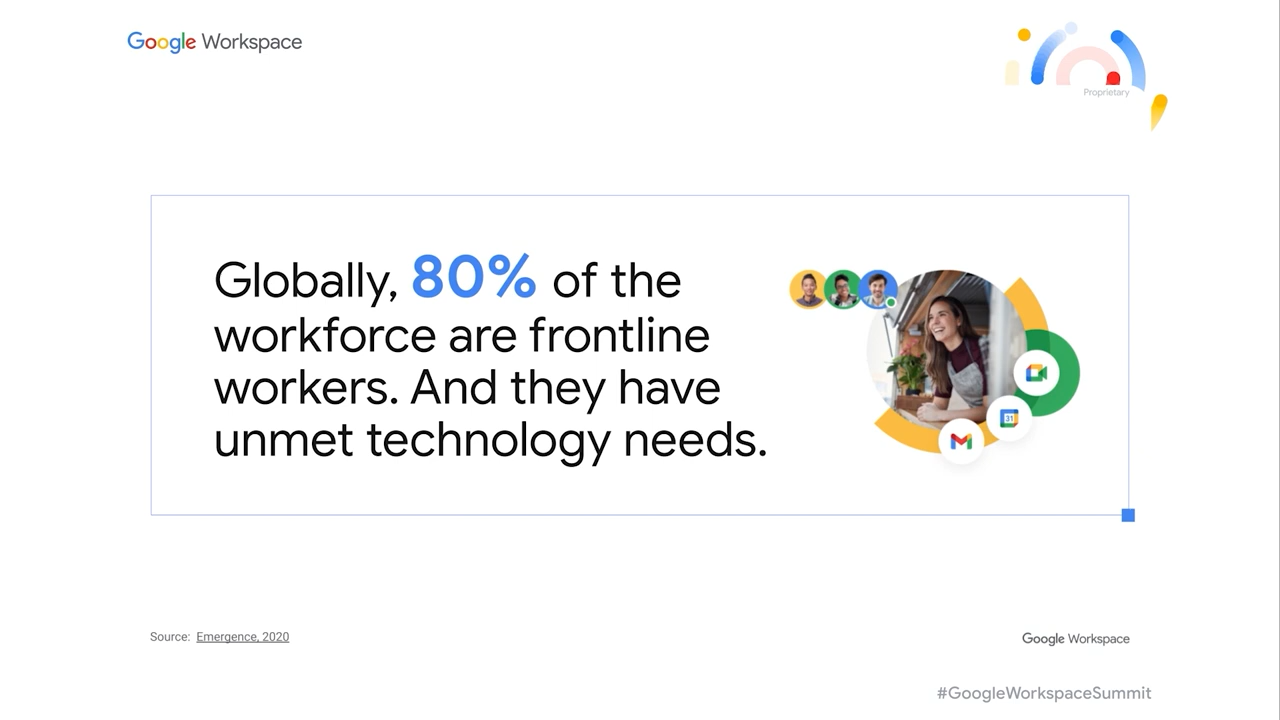 Google Workspace
Proprietary
Globally, 80% of the
workforce are frontline
workers. And they have
unmet technology needs.
31
Source: Emergence, 2020
Google Workspace
#GoogleWorkspaceSummit